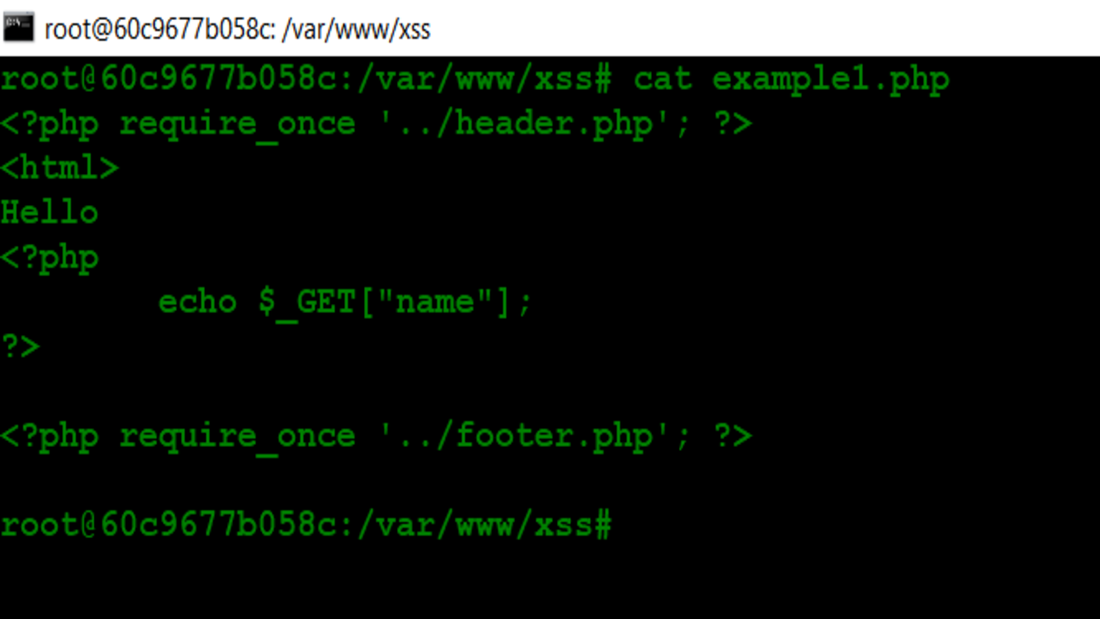 root@60c9677b058c: /var/www/xss
root@60c9677b058c:/var/www/xss# cat example1.php
<?php require_once '../header.php'; ?>
<html>
Hello
<?php
        echo $_GET["name"];
?>
<?php require_once '../footer.php'; ?>
root@60c9677b058c:/var/www/xss#